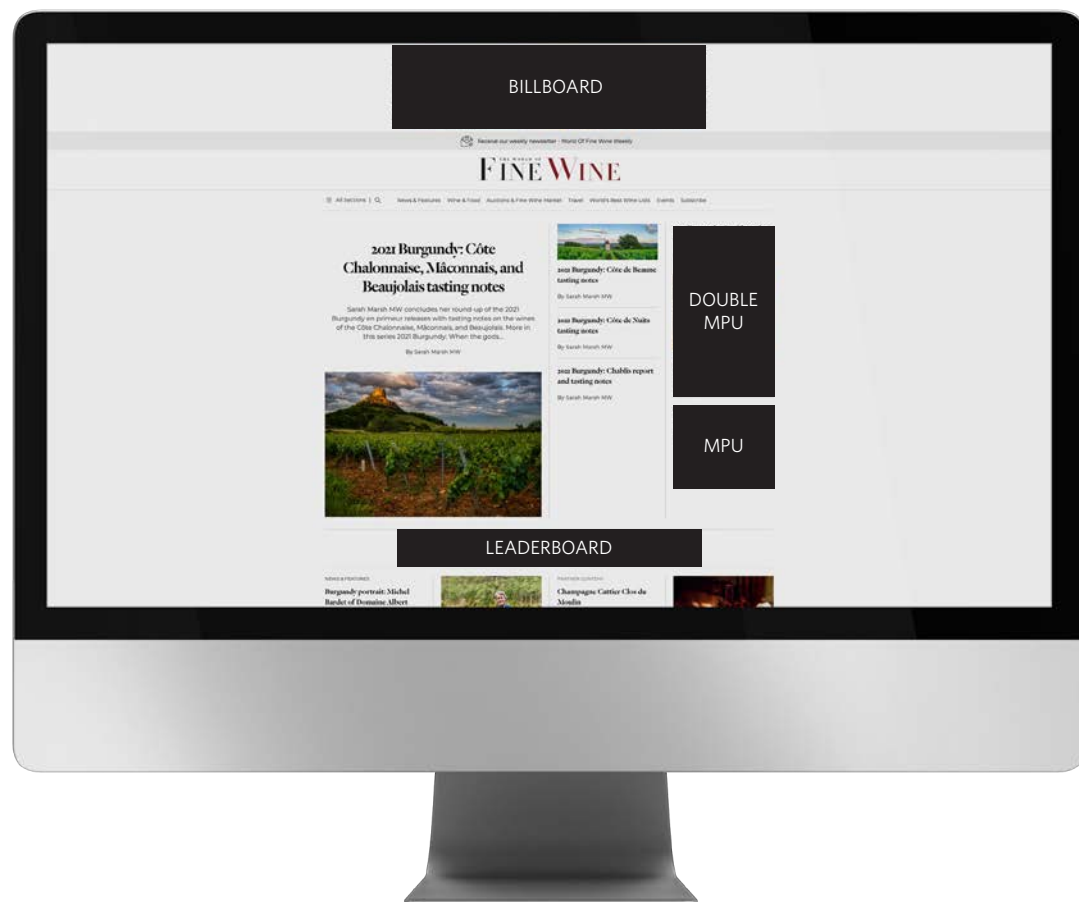 BILLBOARD
Receive our weekly newsletter - World Of Fine Wine Weekly
THE WORLD OF
FINE WINE
All Sections | News & Features Wine & Food Auctions & Fine Wine Market Travel World's Best Wine Lists Events Subscribe
2021 Burgundy: Côte
Chalonnaise, Mâconnais, and
Beaujolais tasting notes
Sarah Marsh MW concludes her round-up of the 2021
Burgundy en primeur releases with tasting notes on the wines
of the Côte Chalonnaise, Mâconnais, and Beaujolais. More in
this series 2021 Burgundy: When the gods...
By Sarah Marsh MW
2021 Burgundy: Côte de Beaune
tasting notes
By Sarah Marsh MW
2021 Burgundy: Côte de Nuits
tasting notes
By Sarah Marsh MW
2021 Burgundy: Chablis report
and tasting notes
By Sarah Marsh MW
DOUBLE
MPU
MPU
LEADERBOARD
NEWS & FEATURES
Burgundy portrait: Michel
Bardet of Domaine Albert
PARTNER CONTENT
Champagne Cattier Clos du
Moulin